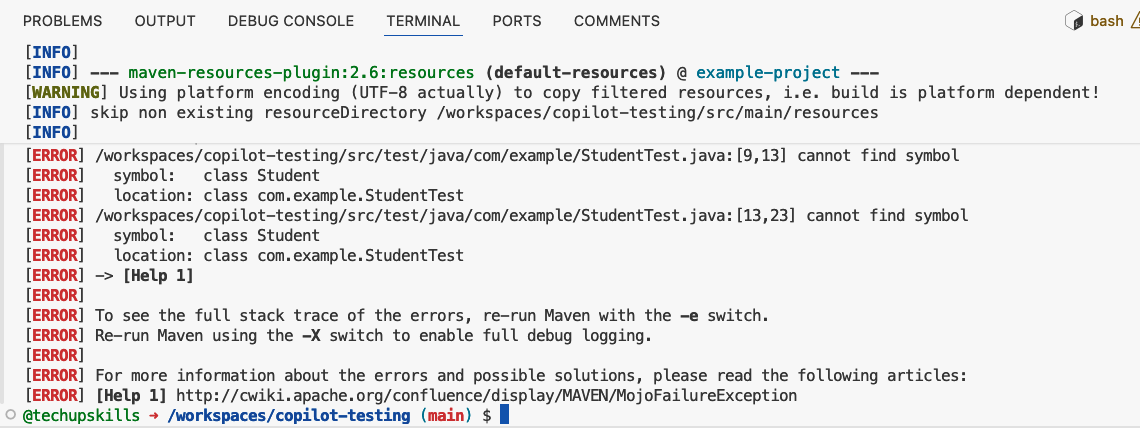 PROBLEMS OUTPUT DEBUG CONSOLE TERMINAL PORTS COMMENTS bash
[INFO]
[INFO] --- maven-resources-plugin:2.6:resources (default-resources) @ example-project ---
[WARNING] Using platform encoding (UTF-8 actually) to copy filtered resources, i.e. build is platform dependent!
[INFO] skip non existing resourceDirectory /workspaces/copilot-testing/src/main/resources
[INFO]
[ERROR] /workspaces/copilot-testing/src/test/java/com/example/StudentTest.java:[9,13] cannot find symbol
[ERROR]   symbol:   class Student
[ERROR]   location: class com.example.StudentTest
[ERROR] /workspaces/copilot-testing/src/test/java/com/example/StudentTest.java:[13,23] cannot find symbol
[ERROR]   symbol:   class Student
[ERROR]   location: class com.example.StudentTest
[ERROR] -> [Help 1]
[ERROR]
[ERROR] To see the full stack trace of the errors, re-run Maven with the -e switch.
[ERROR] Re-run Maven using the -X switch to enable full debug logging.
[ERROR]
[ERROR] For more information about the errors and possible solutions, please read the following articles:
[ERROR] [Help 1] http://cwiki.apache.org/confluence/display/MAVEN/MojoFailureException
@techupskills → /workspaces/copilot-testing (main) $